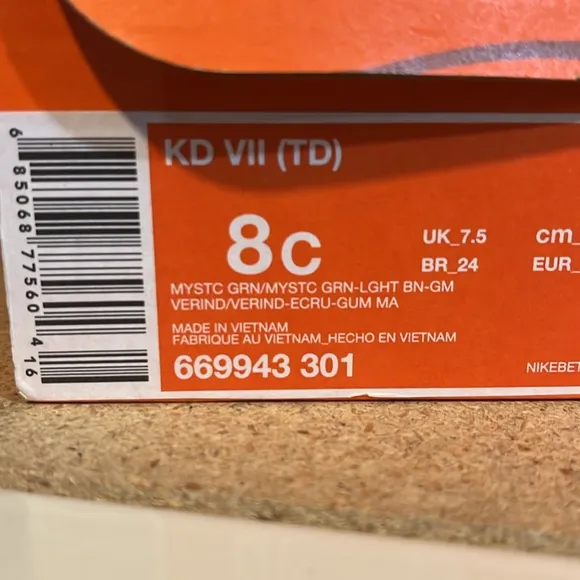 KD VII (TD)
8C
UK_7.5
cm_
BR_24
EUR_
MYSTC GRN/MYSTC GRN-LGHT BN-GM
VERIND/VERIND-ECRU-GUM MA
MADE IN VIETNAM
FABRIQUE AU VIETNAM_HECHO EN VIETNAM
669943 301
NIKEBET
6 85068 77560 4 16